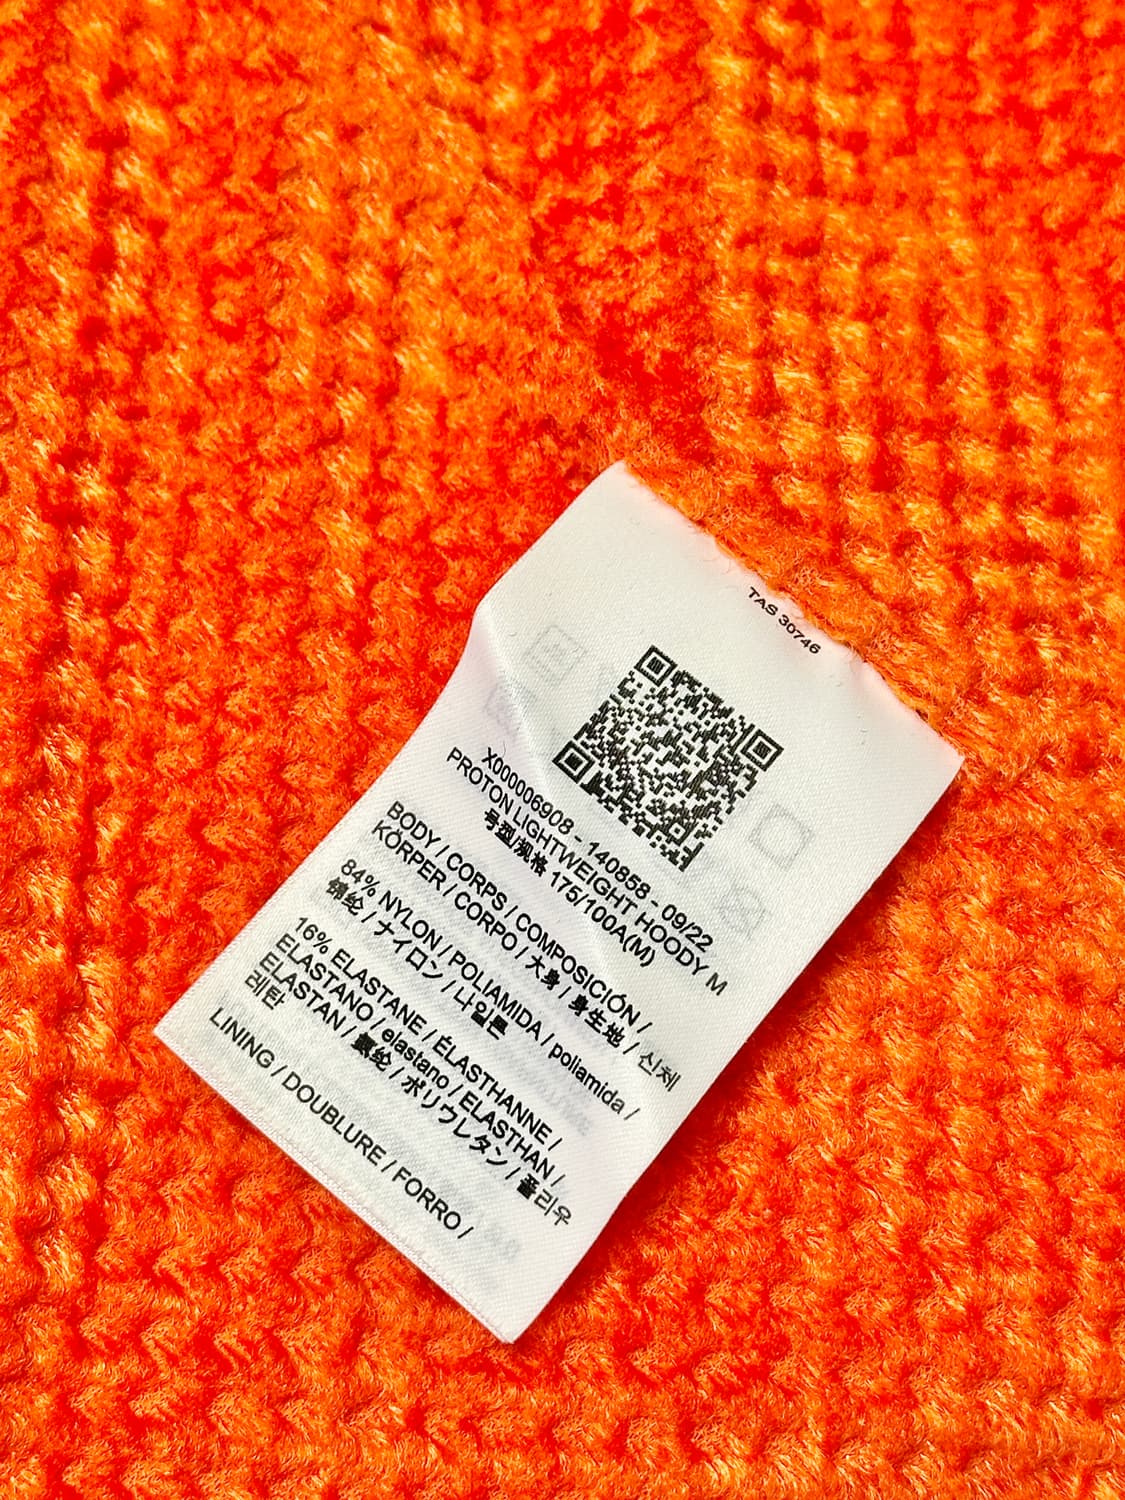 TAS 30746
X000006908 - 140858 - 09/22
PROTON LIGHTWEIGHT HOODY M
号型/规格 175/100A(M)
BODY / CORPS / COMPOSICIÓN /
KÖRPER / CORPO / 大身 / 身生地 / 신체
84% NYLON / POLIAMIDA / poliamida /
锦纶 / ナイロン / 나일론
16% ELASTANE / ÉLASTHANNE /
ELASTANO / elastano / ELASTHAN /
ELASTAN / 氨纶 / ポリウレタン / 폴리우
레탄
LINING / DOUBLURE / FORRO /